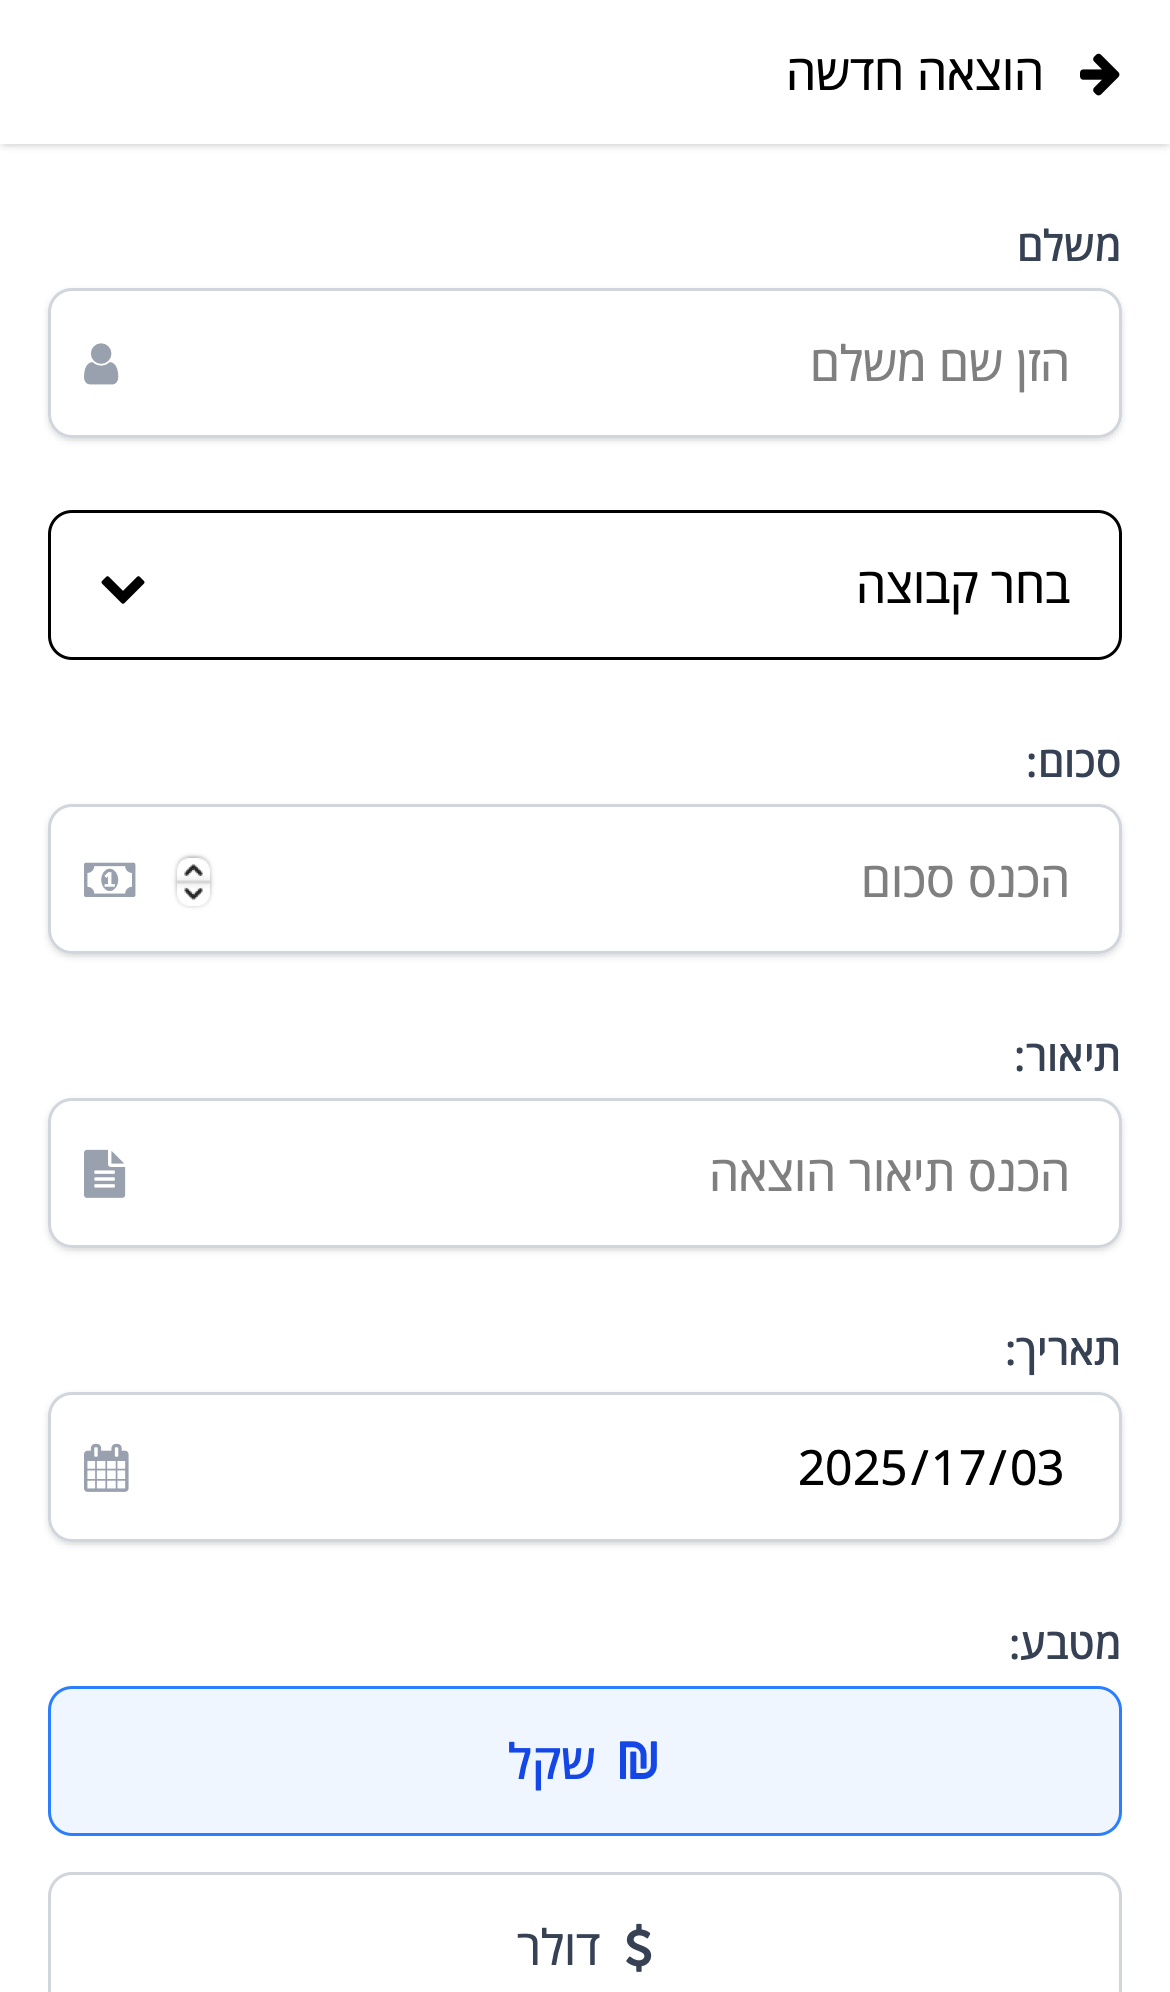 הוצאה חדשה
משלם
הזן שם משלם
בחר קבוצה
סכום:
הכנס סכום
תיאור:
הכנס תיאור הוצאה
תאריך:
2025/17/03
מטבע:
₪ שקל
$ דולר